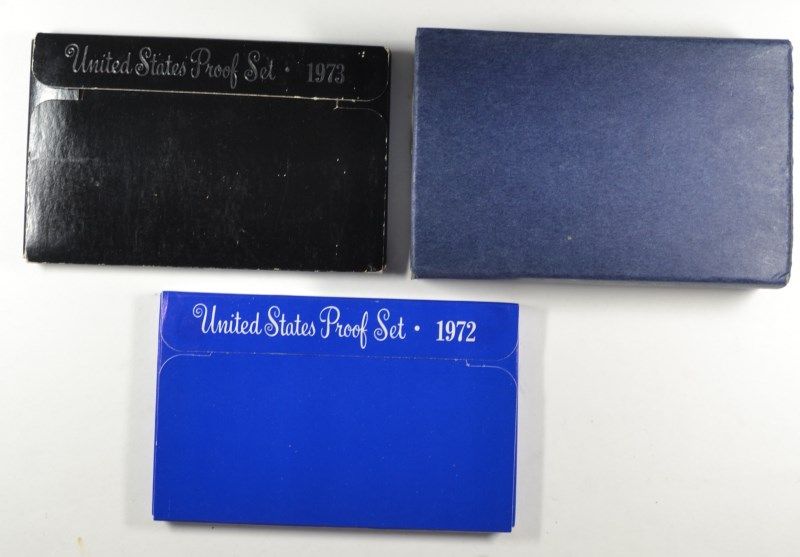 United States Proof Set · 1973
United States Proof Set · 1972